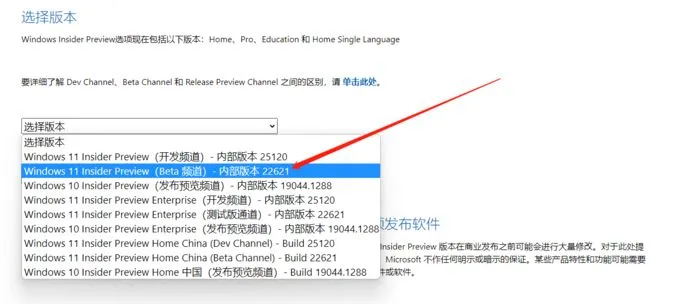 选择版本
Windows Insider Preview选项现在包括以下版本：Home、Pro、Education 和 Home Single Language
要详细了解 Dev Channel、Beta Channel 和 Release Preview Channel 之间的区别，请 单击此处。
选择版本
选择版本
Windows 11 Insider Preview（开发频道）- 内部版本 25120
Windows 11 Insider Preview（Beta 频道）- 内部版本 22621
Windows 10 Insider Preview（发布预览频道）- 内部版本 19044.1288
Windows 11 Insider Preview Enterprise（开发频道）- 内部版本 25120
Windows 11 Insider Preview Enterprise（测试版通道）- 内部版本 22621
Windows 10 Insider Preview Enterprise（发布预览频道）- 内部版本 19044.1288
Windows 11 Insider Preview Home China (Dev Channel) - Build 25120
Windows 11 Insider Preview Home China (Beta Channel) - Build 22621
Windows 10 Insider Preview Home 中国（发布预览频道）- Build 19044.1288
发布软件
Insider Preview 版本在商业发布之前可能会进行大量修改。对于此处提
Microsoft 不作任何明示或暗示的保证。某些产品特性和功能可能需要
件或软件。